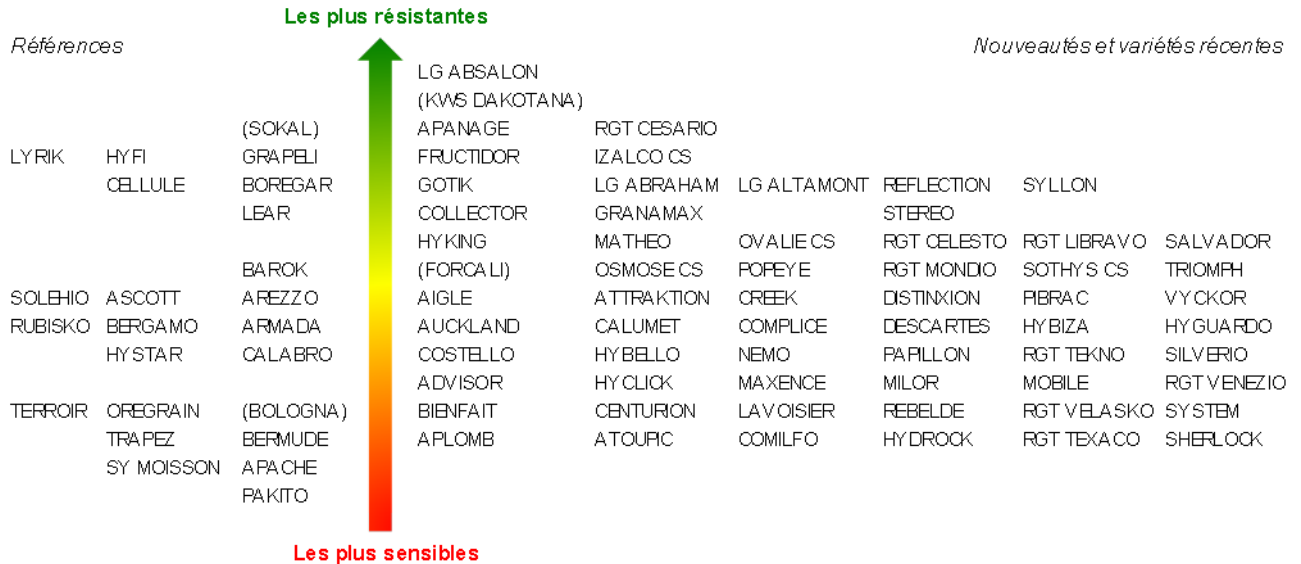 Les plus résistantes
Références Nouveautés et variétés récentes
LG ABSALON
(KWS DAKOTANA)
(SOKAL) APANAGE RGT CESARIO
LYRIK HYFI GRAPELI FRUCTIDOR IZALCO CS
CELLULE BOREGAR GOTIK LG ABRAHAM LG ALTAMONT REFLECTION SYLLON
LEAR COLLECTOR GRANAMAX STEREO
HYKING MATHEO OVALIE CS RGT CELESTO RGT LIBRAVO SALVADOR
BAROK (FORCALI) OSMOSE CS POPEYE RGT MONDIO SOTHYS CS TRIOMPH
SOLEHIO ASCOTT AREZZO AIGLE ATTRAKTION CREEK DISTINXION PIBRAC VYCKOR
RUBISKO BERGAMO ARMADA AUCKLAND CALUMET COMPLICE DESCARTES HYBIZA HYGUARDO
HYSTAR CALABRO COSTELLO HYBELLO NEMO PAPILLON RGT TEKNO SILVERIO
ADVISOR HYCLICK MAXENCE MILOR MOBILE RGT VENEZIO
TERROIR OREGRAIN (BOLOGNA) BIENFAIT CENTURION LAVOISIER REBELDE RGT VELASKO SYSTEM
TRAPEZ BERMUDE APLOMB ATOUPIC COMILFO HYDROCK RGT TEXACO SHERLOCK
SY MOISSON APACHE
PAKITO
Les plus sensibles